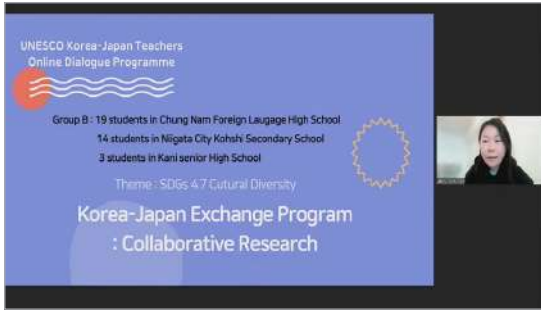 UNESCO Korea-Japan Teachers
Online Dialogue Programme
Group B : 19 students in Chung Nam Foreign Laugage High School
14 students in Niigata City Kohshi Secondary School
3 students in Kani senior High School
Theme : SDGs 4.7 Cutural Diversity
Korea-Japan Exchange Program
: Collaborative Research